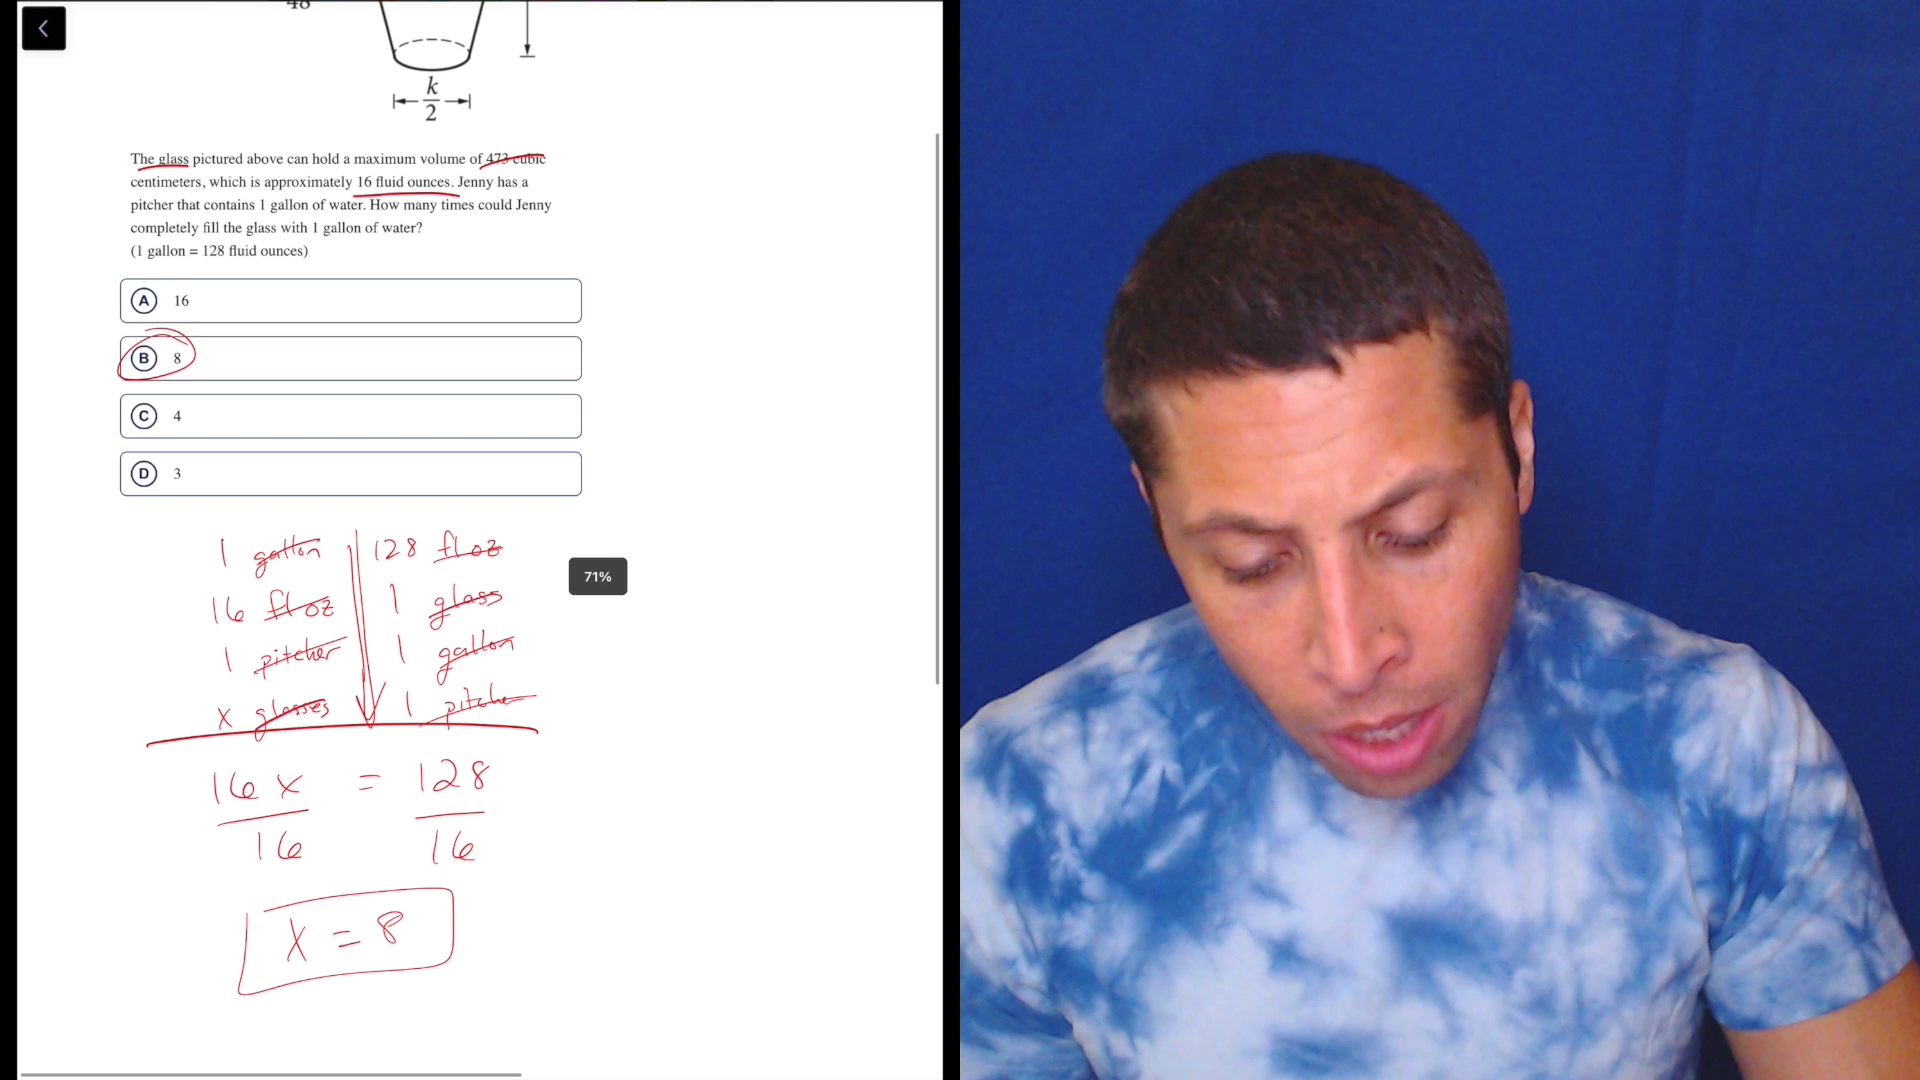 48
k
2
The glass pictured above can hold a maximum volume of 473 cubic
centimeters, which is approximately 16 fluid ounces. Jenny has a
pitcher that contains 1 gallon of water. How many times could Jenny
completely fill the glass with 1 gallon of water?
(1 gallon = 128 fluid ounces)
A 16
B 8
C 4
D 3
1 gallon 128 fl oz
71%
16 fl oz 1 glass
1 pitcher 1 gallon
x glasses 1 pitcher
16 x = 128
16 16
x = 8